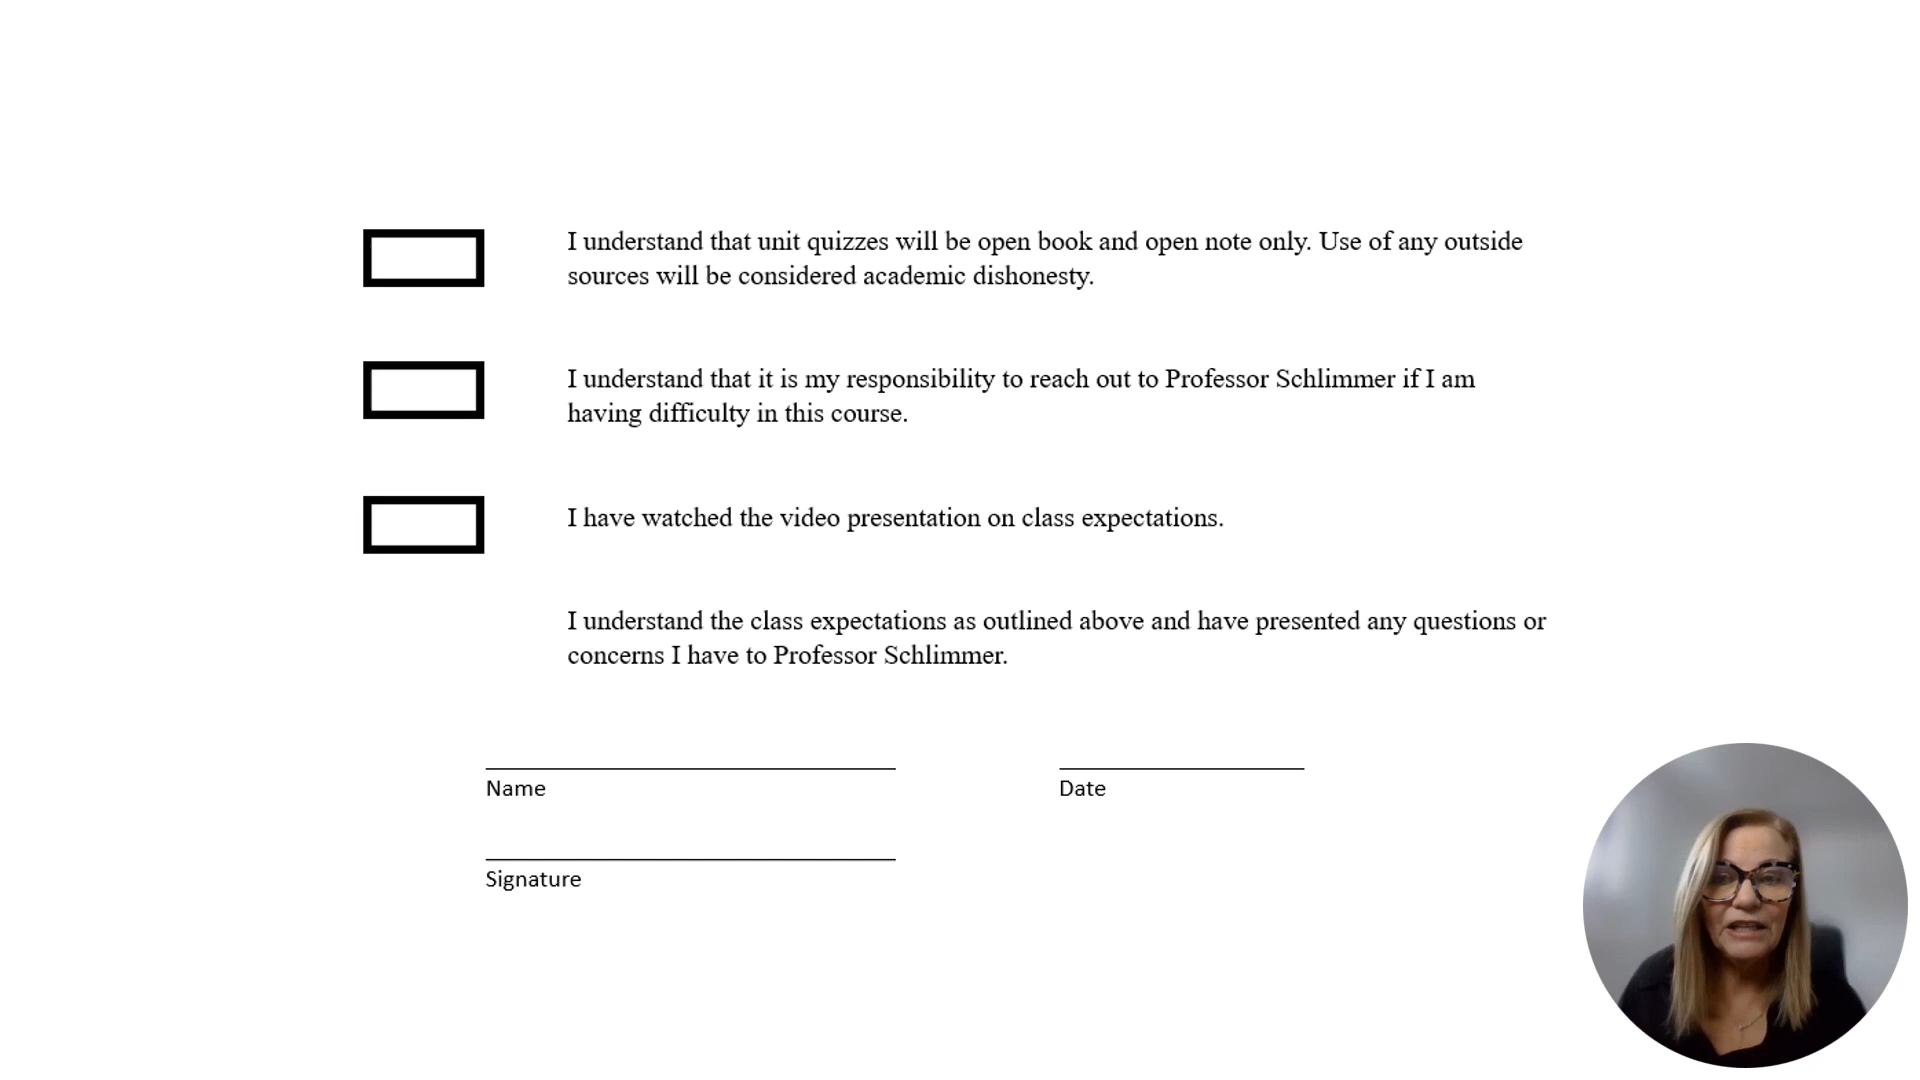 I understand that unit quizzes will be open book and open note only. Use of any outside
sources will be considered academic dishonesty.
I understand that it is my responsibility to reach out to Professor Schlimmer if I am
having difficulty in this course.
I have watched the video presentation on class expectations.
I understand the class expectations as outlined above and have presented any questions or
concerns I have to Professor Schlimmer.
Name
Date
Signature